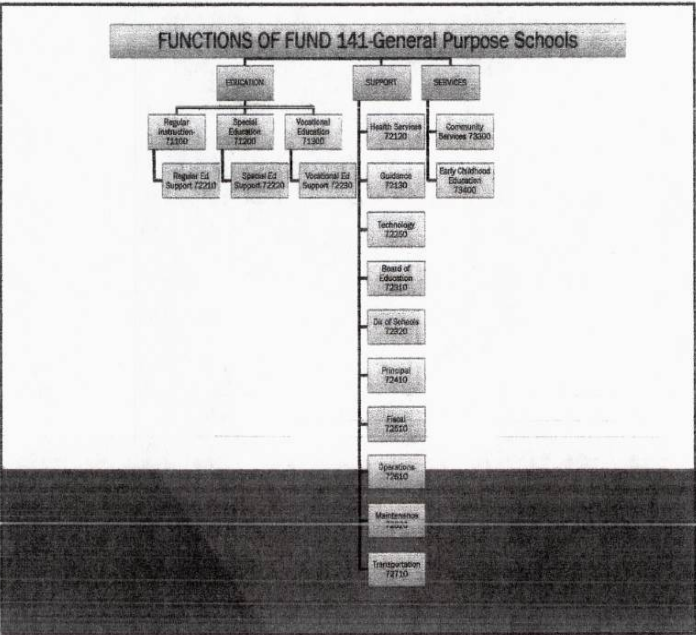 FUNCTIONS OF FUND 141-General Purpose Schools
EDUCATION
SUPPORT
SERVICES
Regular
Instruction
71100
Special
Education
71200
Vocational
Education
71300
Regular Ed
Support 72210
Special Ed
Support 72220
Vocational Ed
Support 72230
Health Services
72120
Guidance
72130
Technology
72250
Board of
Education
72310
Dir of Schools
72320
Principal
72410
Fiscal
72510
Operations
72610
Maintenance
Transportation
72710
Community
Services 73300
Early Childhood
Education
73400